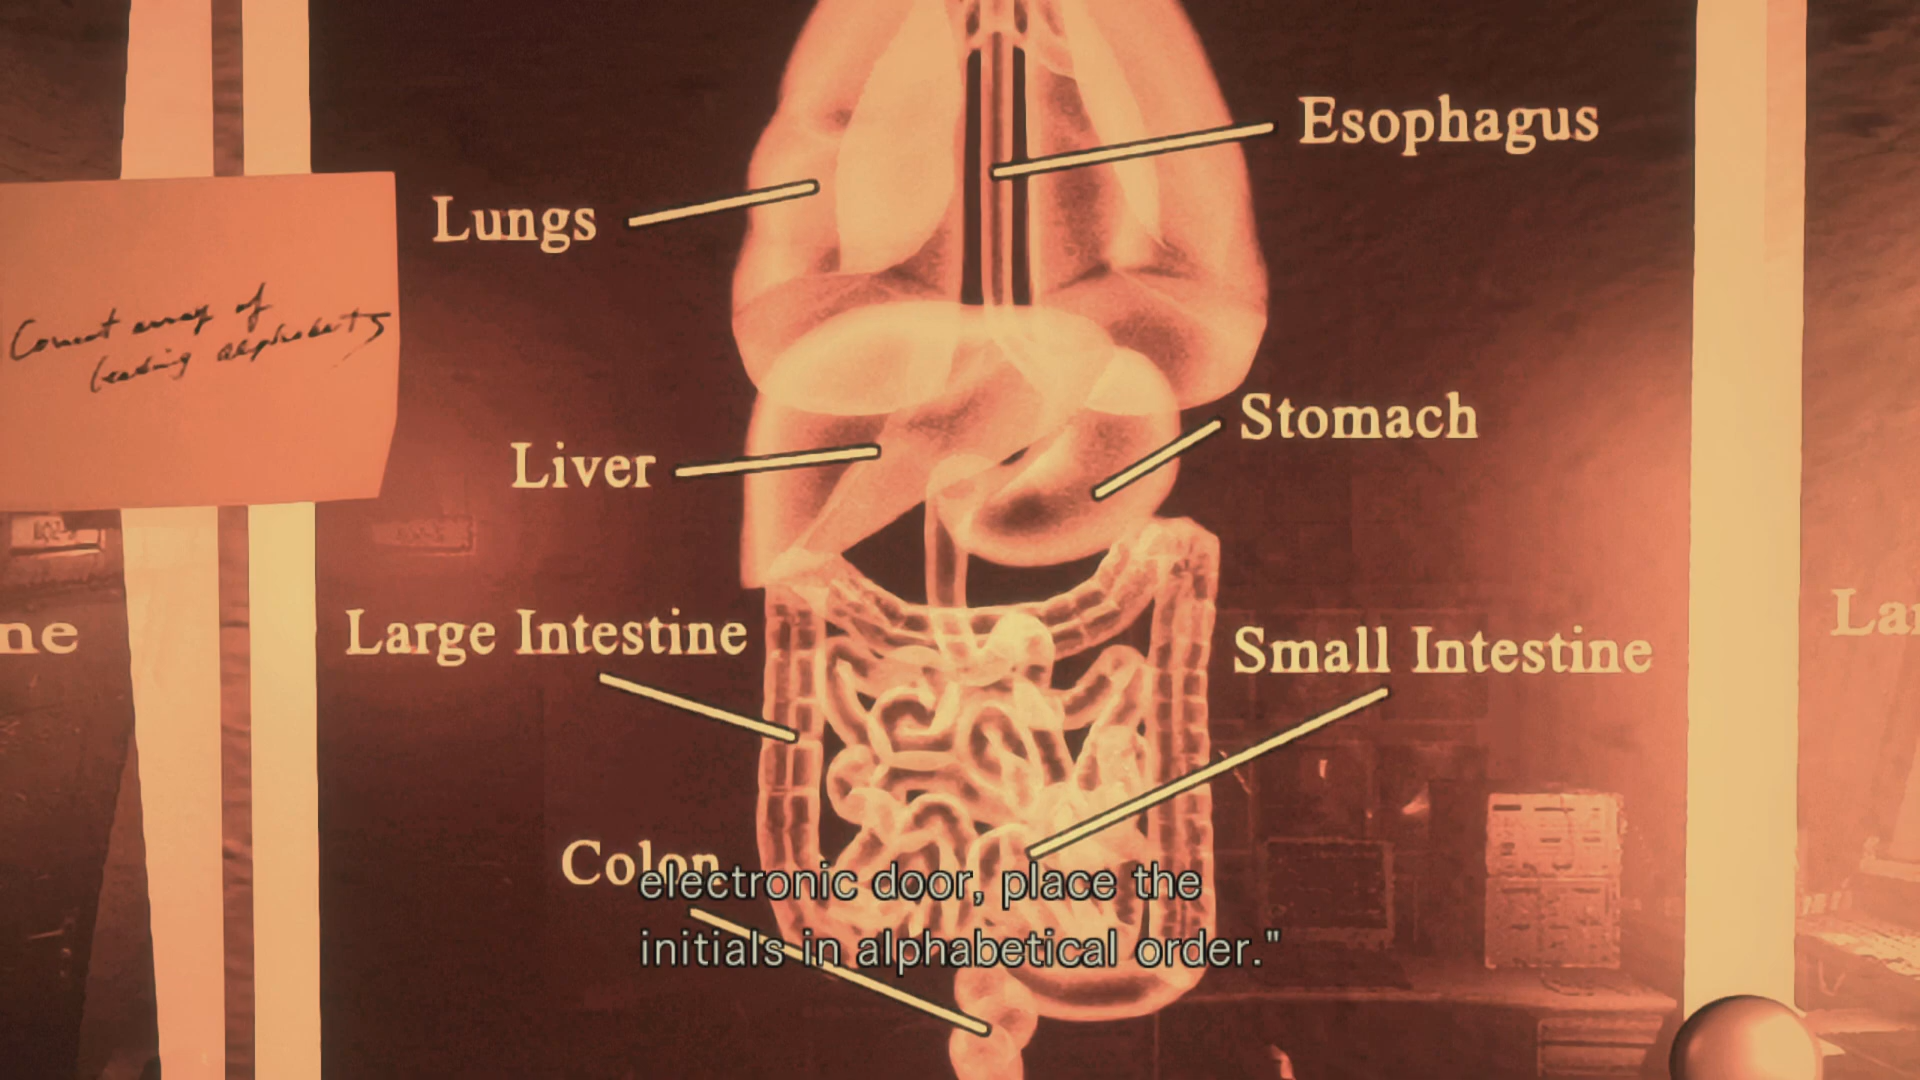 Esophagus
Lungs
Correct array of
leading alphabets
Stomach
Liver
ne
Large Intestine
Small Intestine
Lar
Colon
electronic door, place the
initials in alphabetical order."